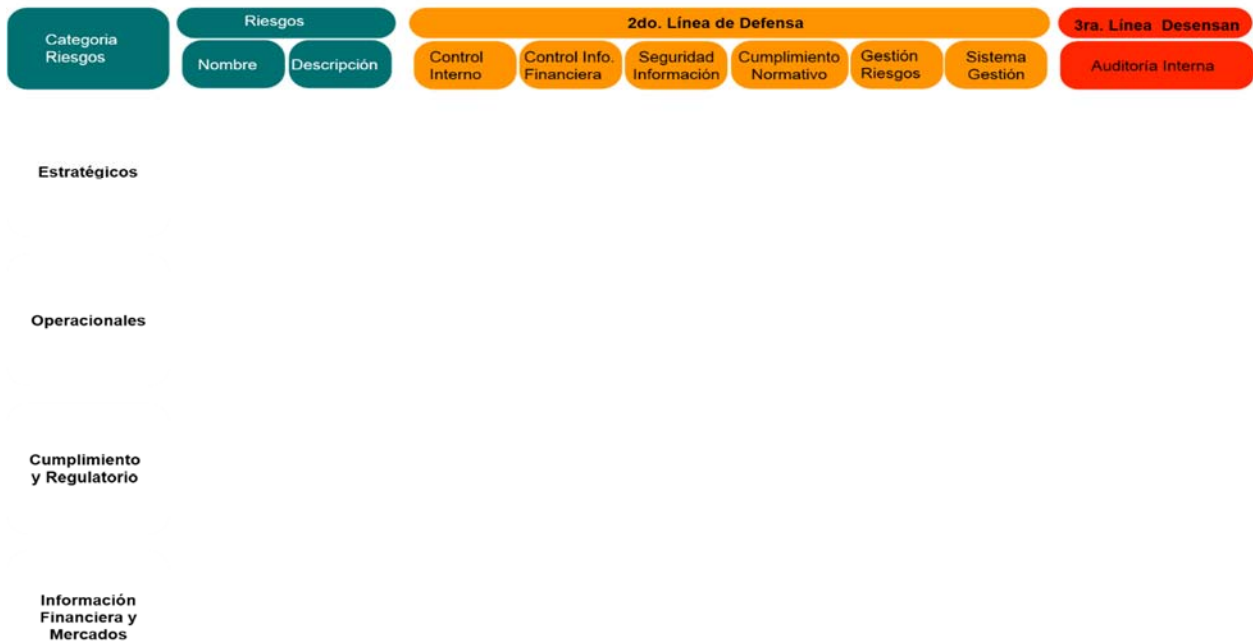 Categoria
Riesgos
Riesgos
Nombre
Descripción
2do. Línea de Defensa
Control
Interno
Control Info.
Financiera
Seguridad
Información
Cumplimiento
Normativo
Gestión
Riesgos
Sistema
Gestión
3ra. Línea Desensan
Auditoría Interna
Estratégicos
Operacionales
Cumplimiento
y Regulatorio
Información
Financiera y
Mercados